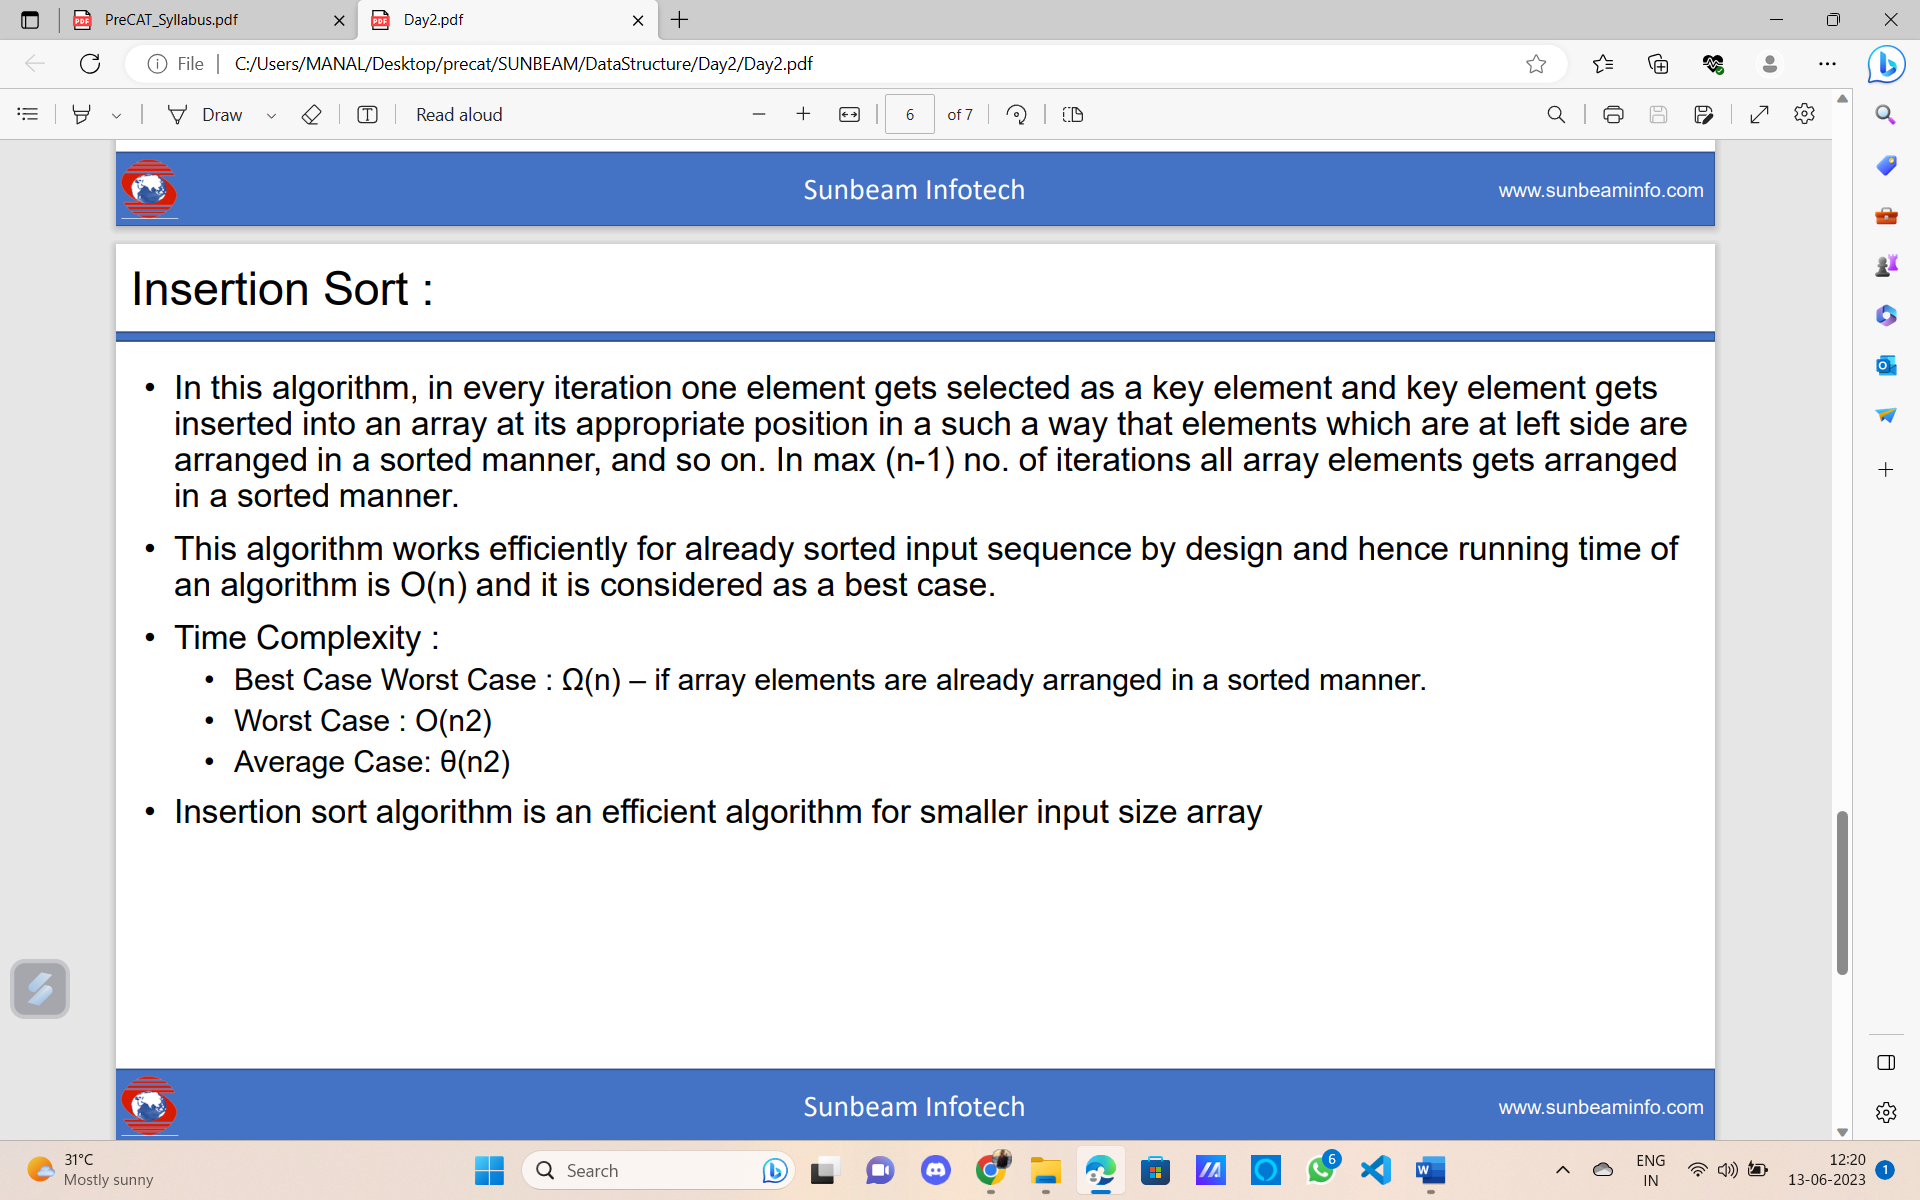 PreCAT_Syllabus.pdf
Day2.pdf
File
C:/Users/MANAL/Desktop/precat/SUNBEAM/DataStructure/Day2/Day2.pdf
Draw
Read aloud
6
of 7
Sunbeam Infotech
www.sunbeaminfo.com
Insertion Sort :
• In this algorithm, in every iteration one element gets selected as a key element and key element gets
inserted into an array at its appropriate position in a such a way that elements which are at left side are
arranged in a sorted manner, and so on. In max (n-1) no. of iterations all array elements gets arranged
in a sorted manner.
• This algorithm works efficiently for already sorted input sequence by design and hence running time of
an algorithm is O(n) and it is considered as a best case.
• Time Complexity :
• Best Case Worst Case : Ω(n) – if array elements are already arranged in a sorted manner.
• Worst Case : O(n2)
• Average Case: θ(n2)
• Insertion sort algorithm is an efficient algorithm for smaller input size array
Sunbeam Infotech
www.sunbeaminfo.com
31°C
Mostly sunny
Search
6
ENG
IN
12:20
13-06-2023
1